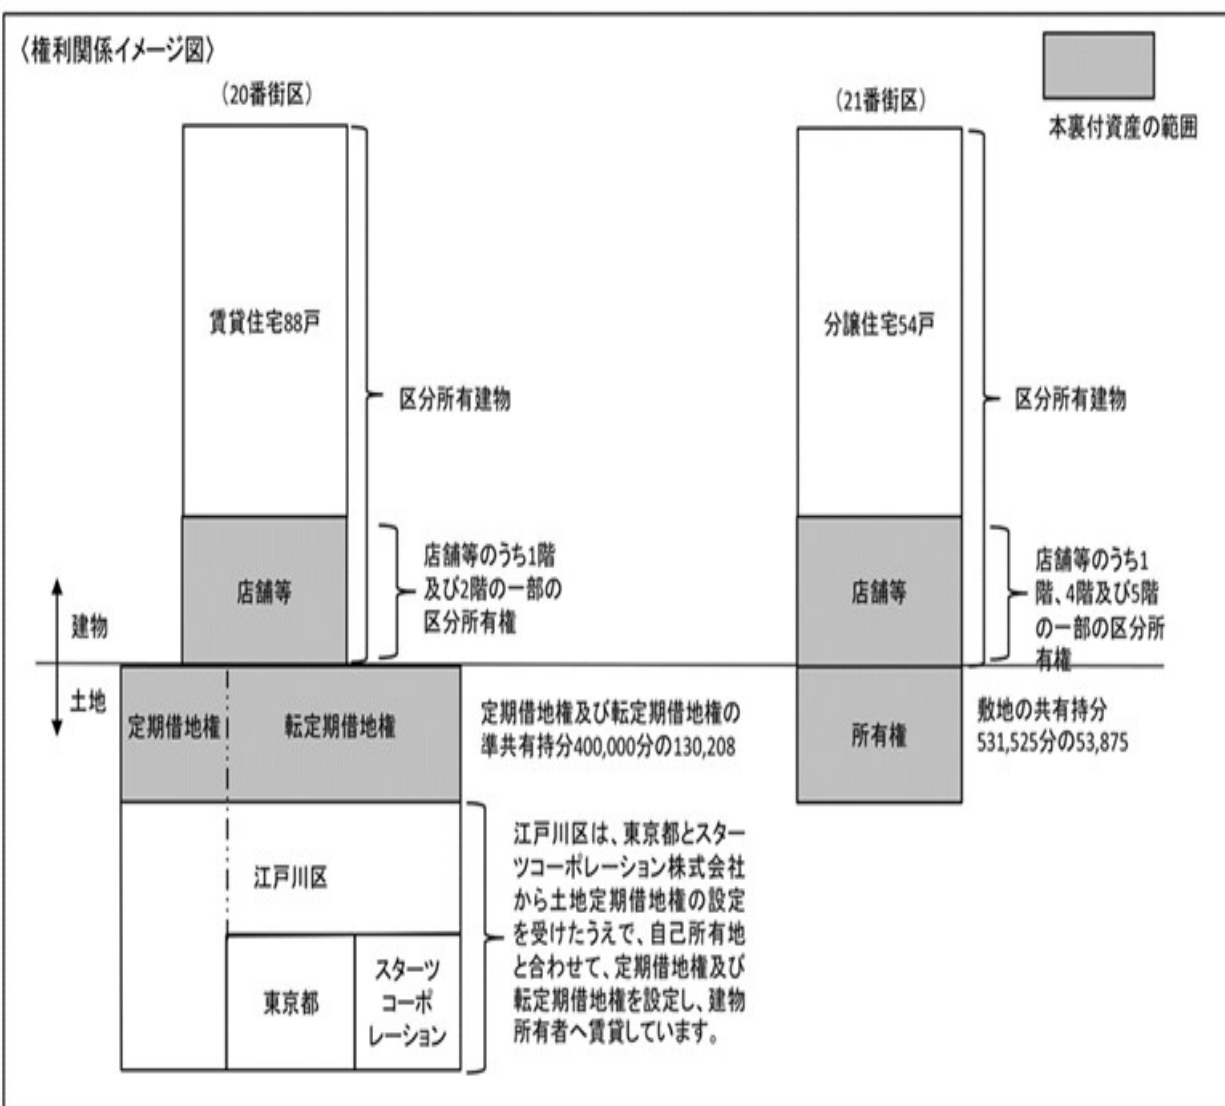 〈権利関係イメージ図〉
本裏付資産の範囲
（20番街区）
賃貸住宅88戸
区分所有建物
店舗等
店舗等のうち1階
及び2階の一部の
区分所有権
（21番街区）
分譲住宅54戸
区分所有建物
店舗等
店舗等のうち1
階、4階及び5階
の一部の区分所
有権
建物
土地
定期借地権
転定期借地権
定期借地権及び転定期借地権の
準共有持分400,000分の130,208
所有権
敷地の共有持分
531,525分の53,875
江戸川区
東京都
スターツ
コーポ
レーション
江戸川区は、東京都とスター
ツコーポレーション株式会社
から土地定期借地権の設定
を受けたうえで、自己所有地
と合わせて、定期借地権及び
転定期借地権を設定し、建物
所有者へ賃貸しています。